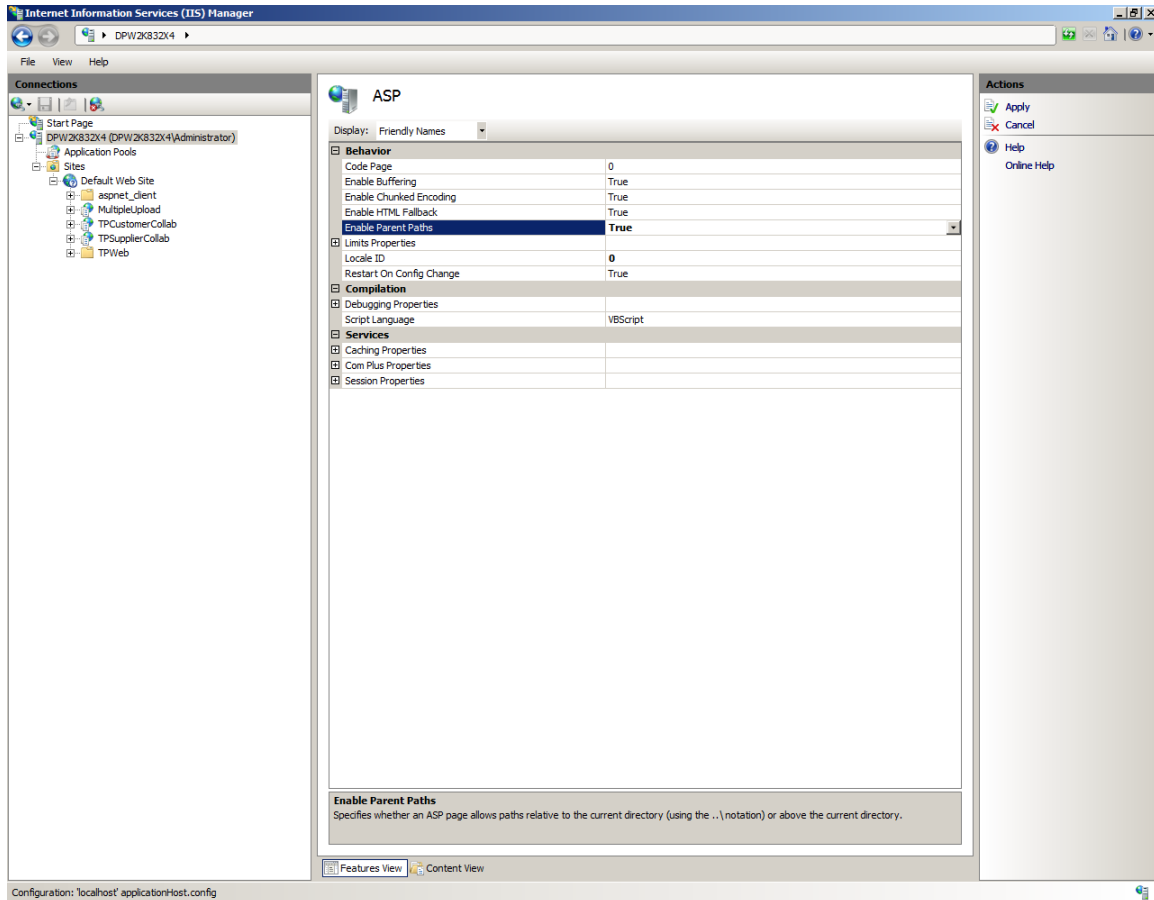 Internet Information Services (IIS) Manager
DPW2K832X4
File View Help
Connections
Start Page
DPW2K832X4 (DPW2K832X4\Administrator)
Application Pools
Sites
Default Web Site
aspnet_client
MultipleUpload
TPCustomerCollab
TPSupplierCollab
TPWeb
ASP
Display: Friendly Names
Behavior
Code Page 0
Enable Buffering True
Enable Chunked Encoding True
Enable HTML Fallback True
Enable Parent Paths True
Limits Properties
Locale ID 0
Restart On Config Change True
Compilation
Debugging Properties
Script Language VBScript
Services
Caching Properties
Com Plus Properties
Session Properties
Enable Parent Paths
Specifies whether an ASP page allows paths relative to the current directory (using the ..\ notation) or above the current directory.
Features View Content View
Actions
Apply
Cancel
Help
Online Help
Configuration: 'localhost' applicationHost.config